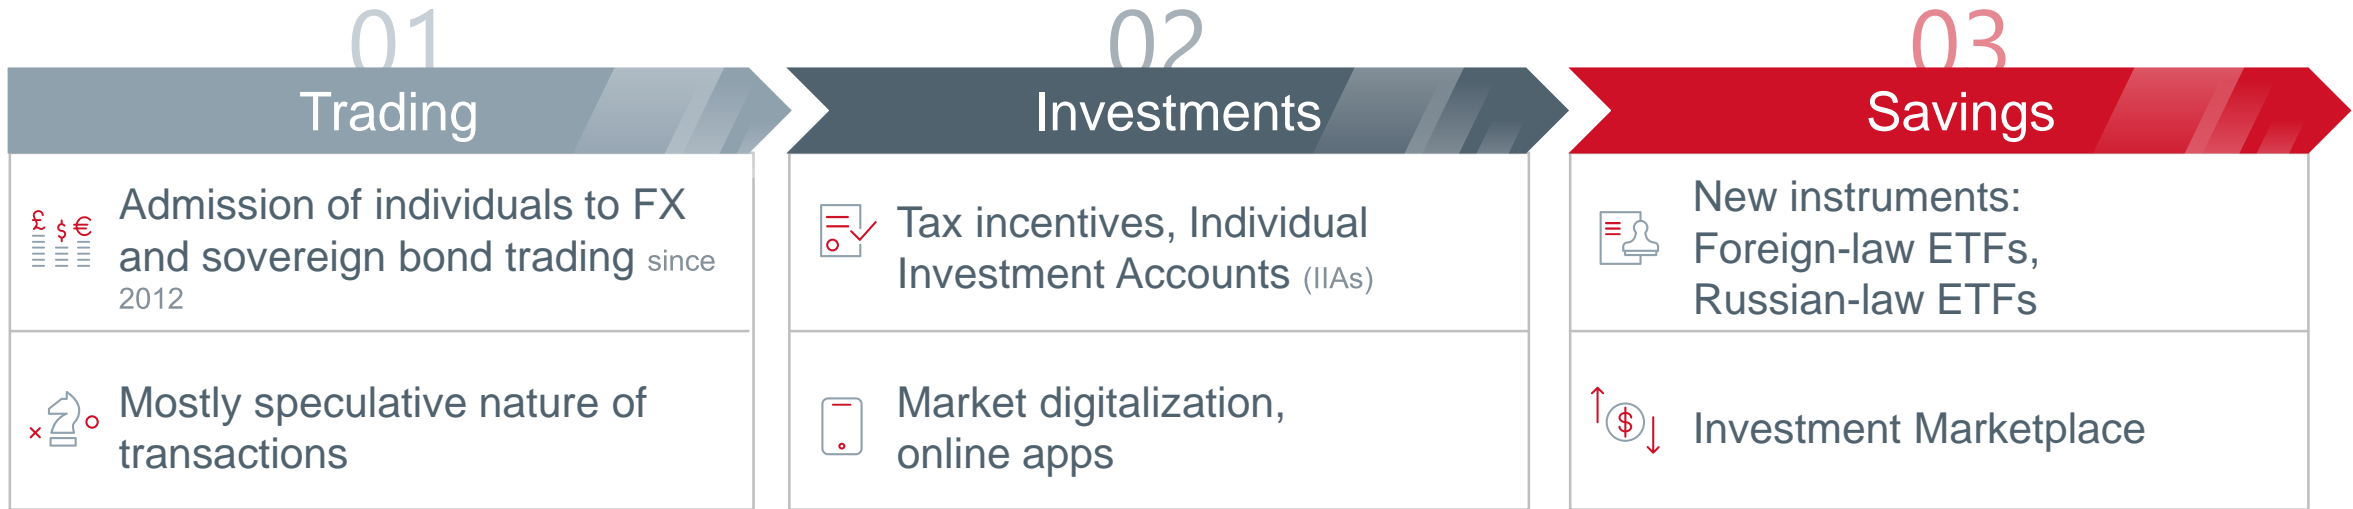 01
Trading
Admission of individuals to FX
and sovereign bond trading since
2012
Mostly speculative nature of
transactions
02
Investments
Tax incentives, Individual
Investment Accounts (IIAs)
Market digitalization,
online apps
03
Savings
New instruments:
Foreign-law ETFs,
Russian-law ETFs
Investment Marketplace